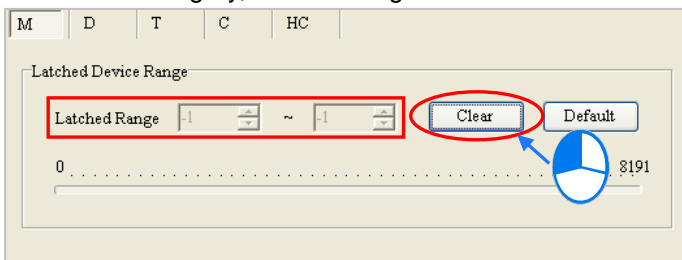 M D T C HC
Latched Device Range
Latched Range -1 ~ -1 Clear Default
0 . . . . . . . . . . . . . . . . . . . . . . . . . . . . . . . . . . . . . . . . . . . . . . . 8191